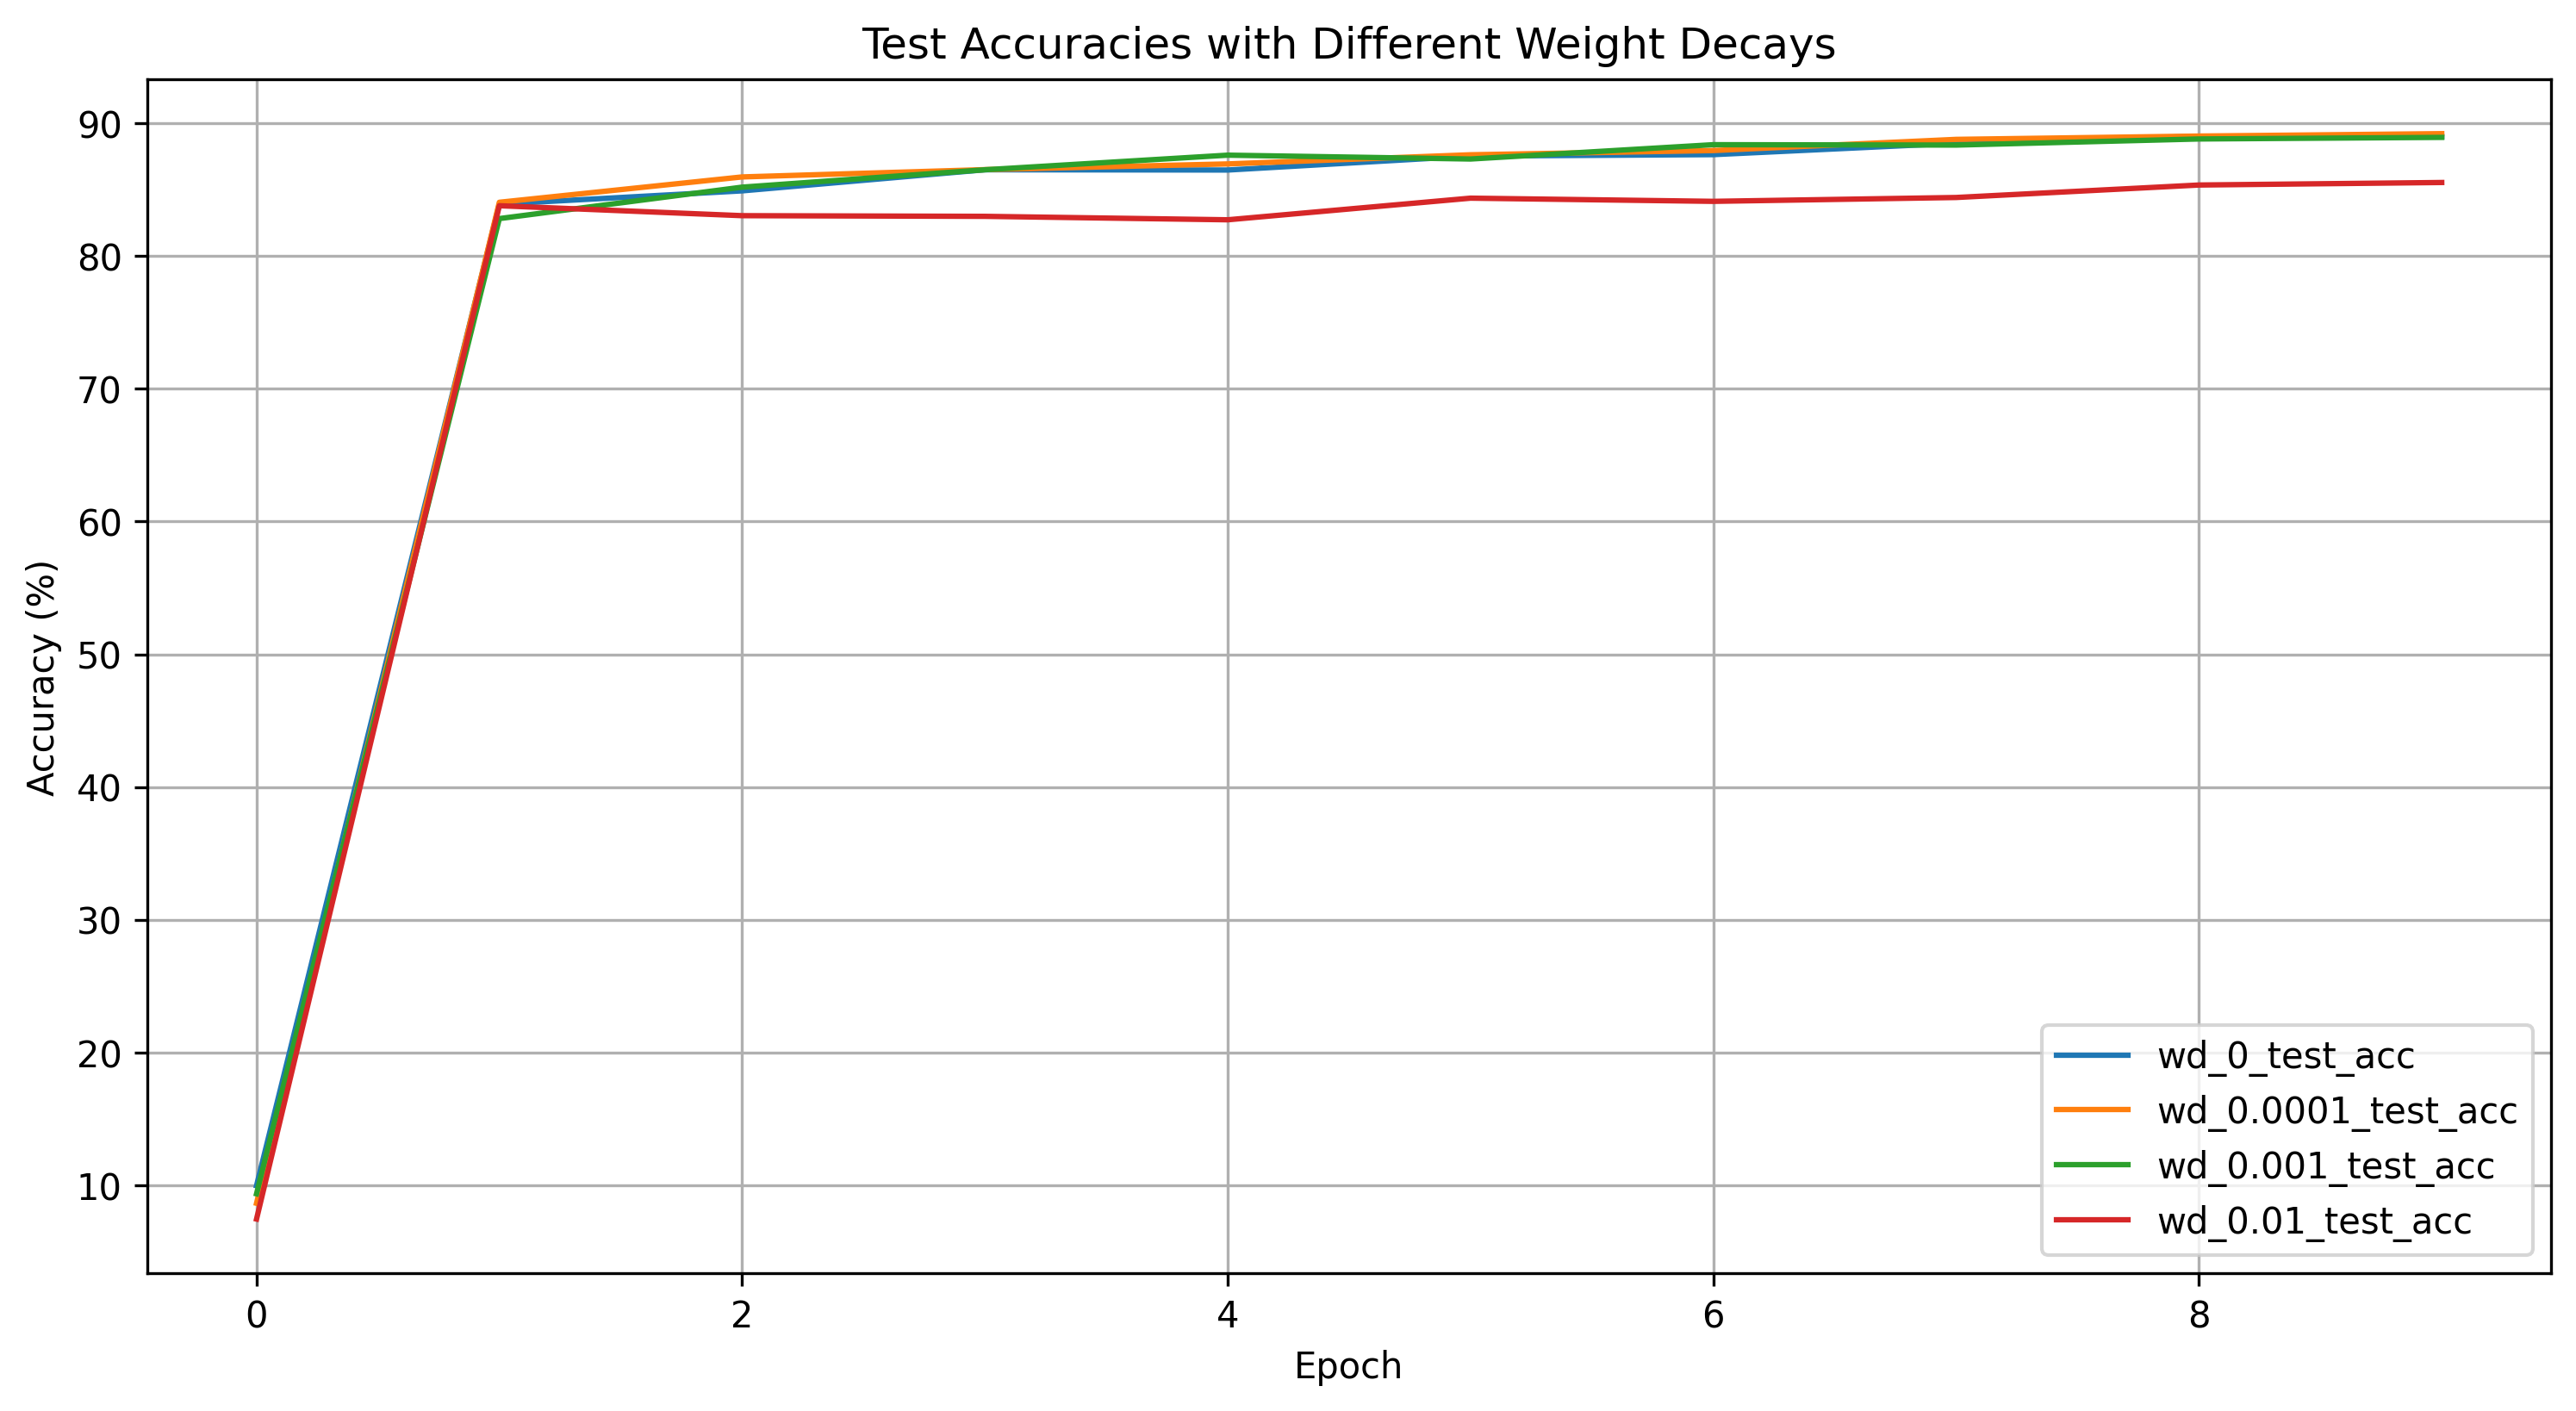 Test Accuracies with Different Weight Decays
90
80
70
60
50
40
30
20
10
Accuracy (%)
0 2 4 6 8
Epoch
wd_0_test_acc
wd_0.0001_test_acc
wd_0.001_test_acc
wd_0.01_test_acc